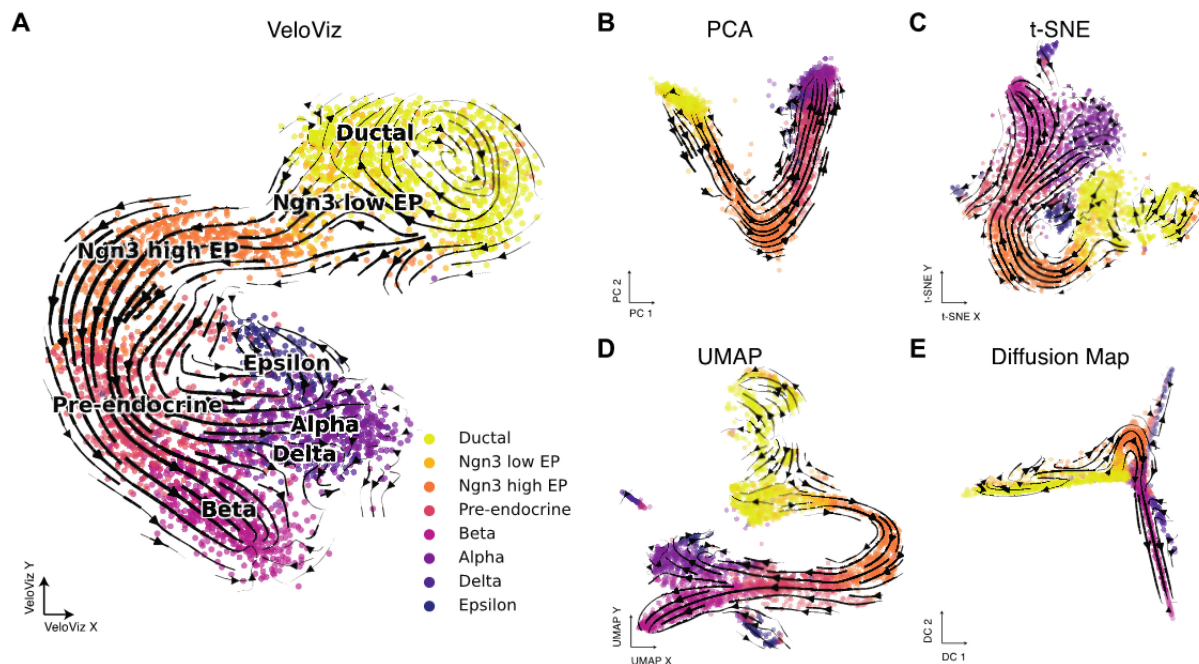 A
VeloViz
Ductal
Ngn3 low EP
Ngn3 high EP
Epsilon
Pre-endocrine
Alpha
Delta
Beta
Ductal
Ngn3 low EP
Ngn3 high EP
Pre-endocrine
Beta
Alpha
Delta
Epsilon
VeloViz Y
VeloViz X
B
PCA
PC 2
PC 1
C
t-SNE
t-SNE Y
t-SNE X
D
UMAP
UMAP Y
UMAP X
E
Diffusion Map
DC 2
DC 1